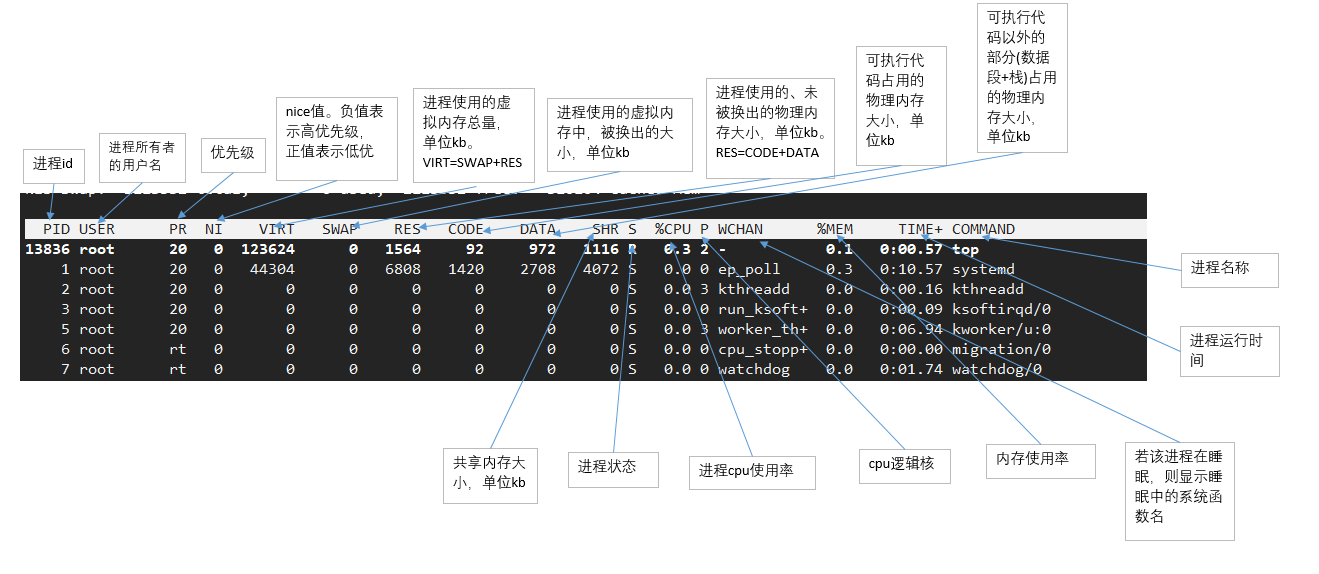 可执行代
码以外的
部分(数据
段+栈)占用
的物理内
存大小，
单位kb
可执行代
码占用的
物理内存
大小，单
位kb
进程使用的、未
被换出的物理内
存大小，单位kb。
RES=CODE+DATA
进程使用的虚
拟内存总量，
单位kb。
VIRT=SWAP+RES
进程使用的虚拟内
存中，被换出的大
小，单位kb
nice值。负值表
示高优先级，
正值表示低优
优先级
进程所有者
的用户名
进程id
PID USER PR NI VIRT SWAP RES CODE DATA SHR S %CPU P WCHAN %MEM TIME+ COMMAND
13836 root 20 0 123624 0 1564 92 972 1116 R 0.3 2 - 0.1 0:00.57 top
1 root 20 0 44304 0 6808 1420 2708 4072 S 0.0 0 ep_poll 0.3 0:10.57 systemd
2 root 20 0 0 0 0 0 0 0 S 0.0 3 kthreadd 0.0 0:00.16 kthreadd
3 root 20 0 0 0 0 0 0 0 S 0.0 0 run_ksoft+ 0.0 0:00.09 ksoftirqd/0
5 root 20 0 0 0 0 0 0 0 S 0.0 3 worker_th+ 0.0 0:06.94 kworker/u:0
6 root rt 0 0 0 0 0 0 0 S 0.0 0 cpu_stopp+ 0.0 0:00.00 migration/0
7 root rt 0 0 0 0 0 0 0 S 0.0 0 watchdog 0.0 0:01.74 watchdog/0
进程名称
进程运行时
间
共享内存大
小，单位kb
进程状态
进程cpu使用率
cpu逻辑核
内存使用率
若该进程在睡
眠，则显示睡
眠中的系统函
数名